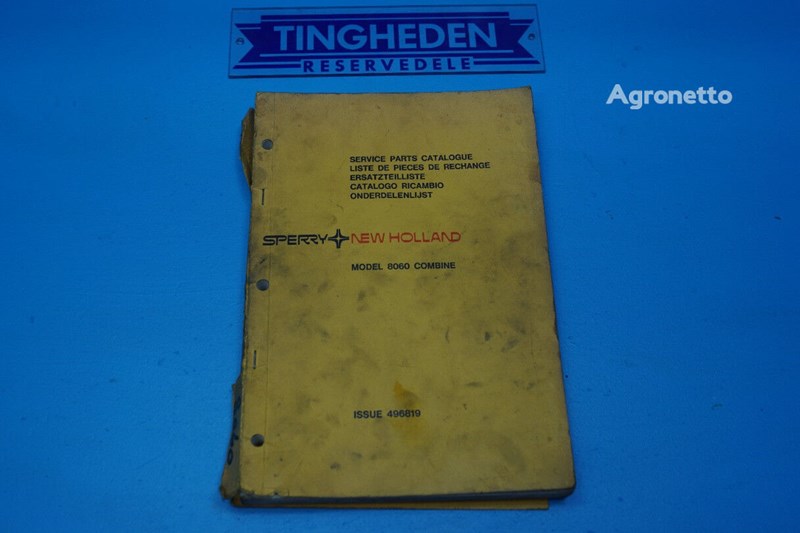 TINGHEDEN
RESERVEDELE
Agronetto
SERVICE PARTS CATALOGUE
LISTE DE PIECES DE RECHANGE
ERSATZTEILLISTE
CATALOGO RICAMBIO
ONDERDELENLIJST
SPERRY NEW HOLLAND
MODEL 8060 COMBINE
ISSUE 496819